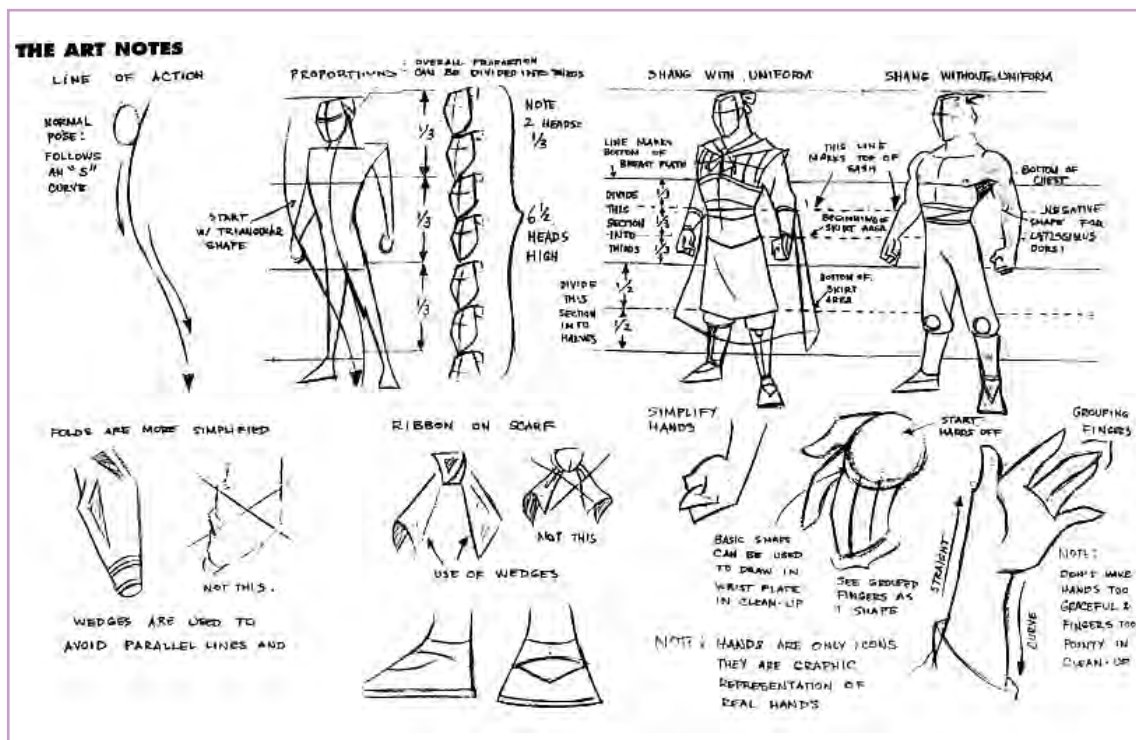 THE ART NOTES
LINE OF ACTION
NORMAL
POSE:
FOLLOWS
AN "S"
CURVE
PROPORTIONS
: OVERALL PROPORTION
CAN BE DIVIDED INTO THIRDS
START
W/ TRIANGULAR
SHAPE
1/3
1/3
1/3
NOTE
2 HEADS:
1/3
6 1/2
HEADS
HIGH
SHANG WITH UNIFORM
LINE MARKS
BOTTOM OF
BREAST PLATE
DIVIDE
THIS
SECTION
INTO
THIRDS
1/3
1/3
1/3
DIVIDE
THIS
SECTION
INTO
HALVES
1/2
1/2
THIS LINE
MARKS TOP OF
SASH
BEGINNING OF
SKIRT AREA
BOTTOM OF
SKIRT
AREA
SHANG WITHOUT UNIFORM
BOTTOM OF
CHEST
NEGATIVE
SHAPE FOR
LATISSIMUS
DORSI
FOLDS ARE MORE SIMPLIFIED
NOT THIS.
WEDGES ARE USED TO
AVOID PARALLEL LINES AND
RIBBON ON SCARF
NOT THIS
USE OF WEDGES
SIMPLIFY
HANDS
BASIC SHAPE
CAN BE USED
TO DRAW IN
WRIST PLATE
IN CLEAN-UP
START
HANDS OFF
SEE GROUPED
FINGERS AS
1 SHAPE
GROUPING
FINGERS
STRAIGHT
CURVE
NOTE:
DON'T MAKE
HANDS TOO
GRACEFUL &
FINGERS TOO
POINTY IN
CLEAN-UP
NOTE: HANDS ARE ONLY ICONS
THEY ARE GRAPHIC
REPRESENTATION OF
REAL HANDS